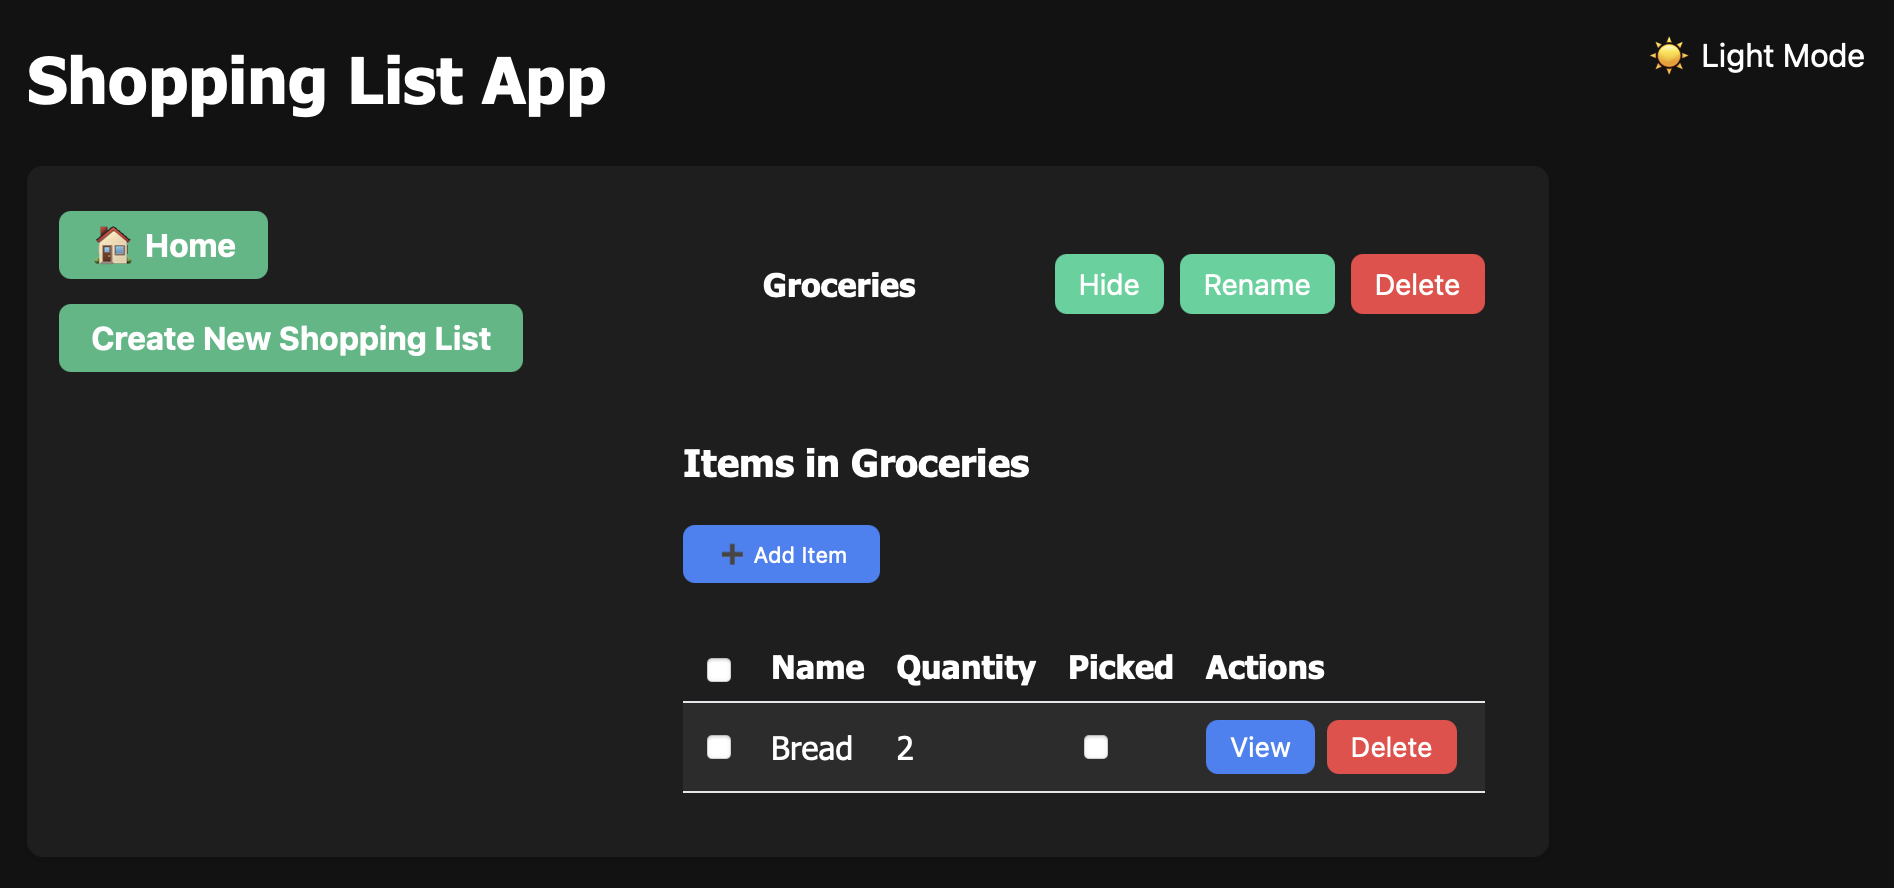 Shopping List App
☀️ Light Mode
🏠 Home
Create New Shopping List
Groceries Hide Rename Delete
Items in Groceries
➕ Add Item
Name Quantity Picked Actions
Bread 2 View Delete